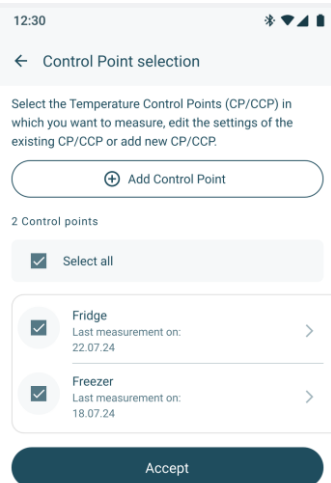 12:30
Control Point selection
Select the Temperature Control Points (CP/CCP) in
which you want to measure, edit the settings of the
existing CP/CCP or add new CP/CCP.
Add Control Point
2 Control points
Select all
Fridge
Last measurement on:
22.07.24
Freezer
Last measurement on:
18.07.24
Accept